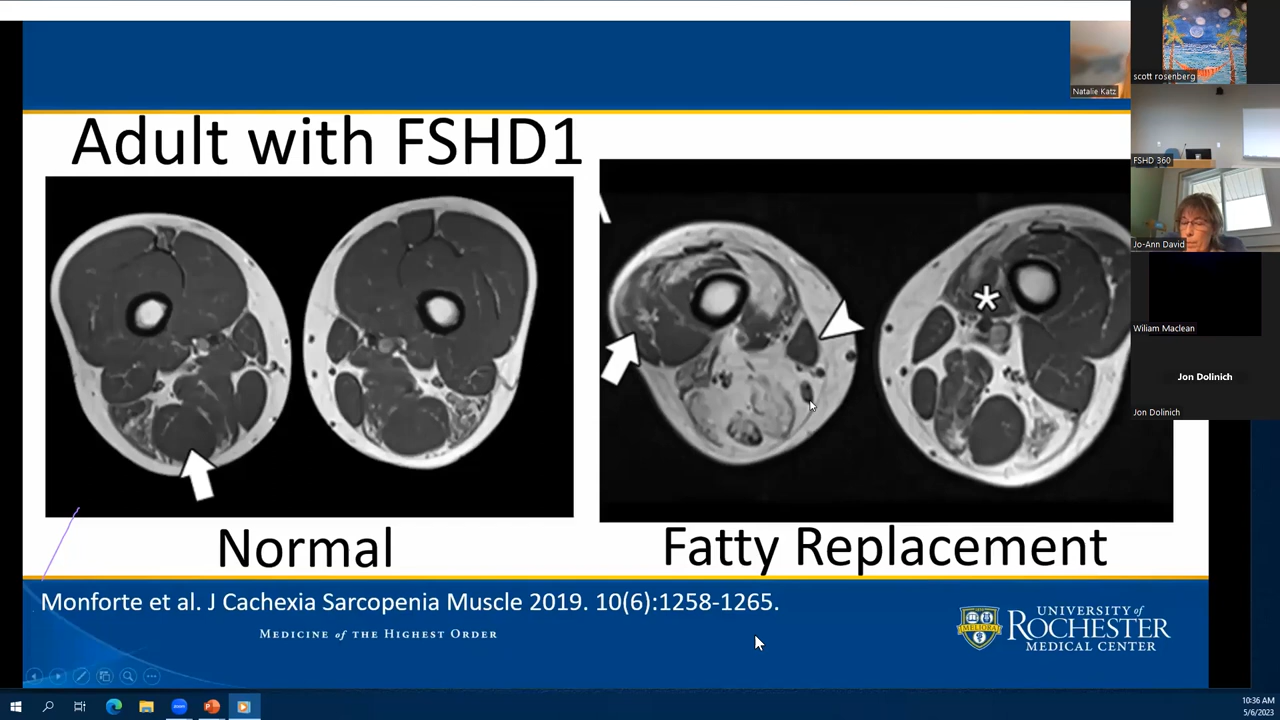 Adult with FSHD1
*
Normal
Fatty Replacement
Monforte et al. J Cachexia Sarcopenia Muscle 2019. 10(6):1258-1265.
MEDICINE of THE HIGHEST ORDER
MELIORA
UNIVERSITY of
ROCHESTER
MEDICAL CENTER
Natalie Katz
scott rosenberg
FSHD 360
Jo-Ann David
Wiliam Maclean
Jon Dolinich
Jon Dolinich
10:36 AM
5/6/2023